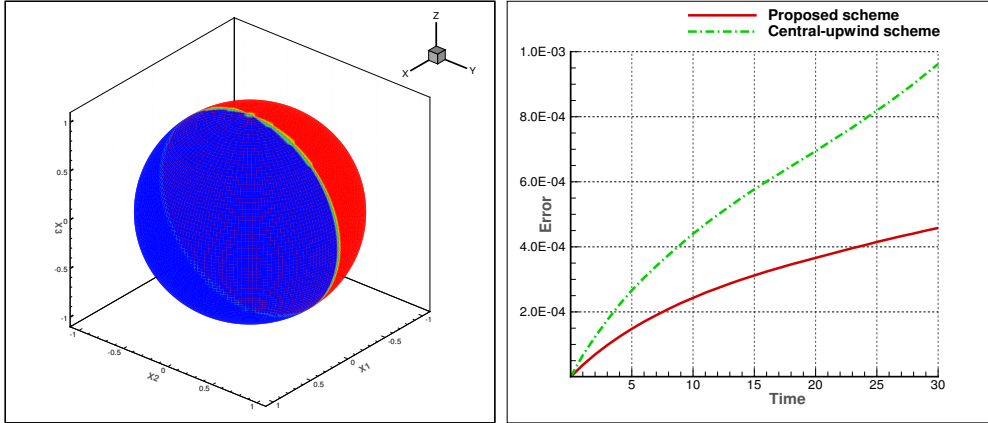 Z
X
Y
1
0.5
0
-0.5
-1
X3
-1
-0.5
0
0.5
1
X2
-1
-0.5
0
0.5
1
X1
Proposed scheme
Central-upwind scheme
1.0E-03
8.0E-04
6.0E-04
4.0E-04
2.0E-04
Error
5 10 15 20 25 30
Time